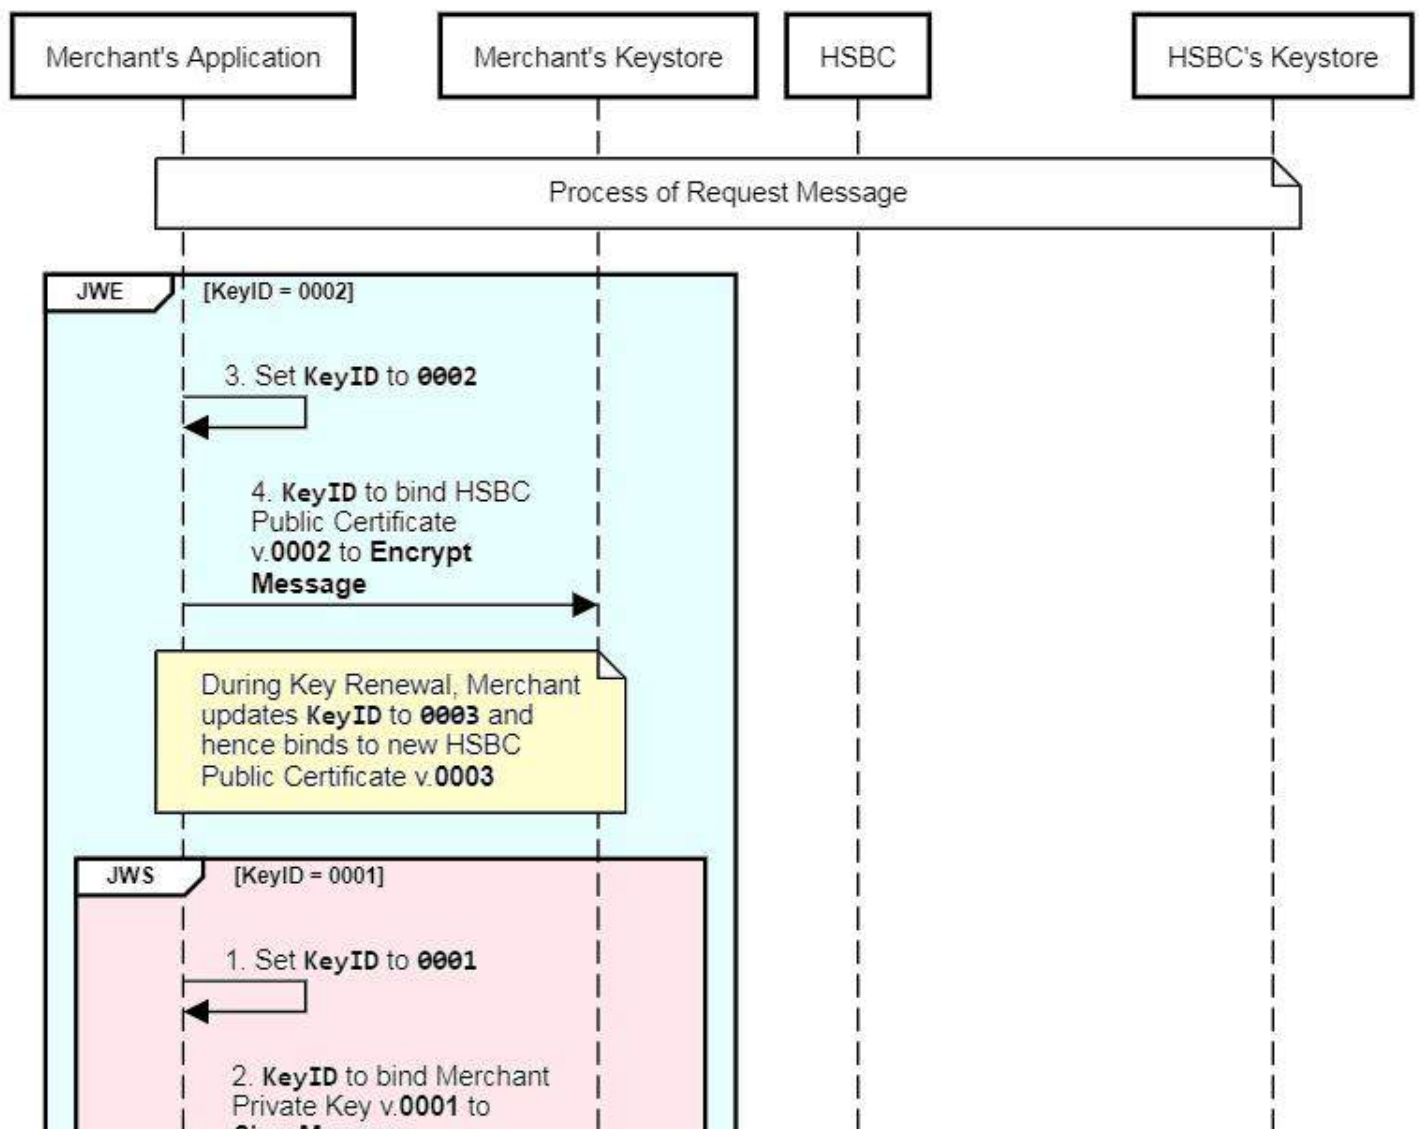 Merchant's Application
Merchant's Keystore
HSBC
HSBC's Keystore
Process of Request Message
JWE
[KeyID = 0002]
3. Set KeyID to 0002
4. KeyID to bind HSBC
Public Certificate
v.0002 to Encrypt
Message
During Key Renewal, Merchant
updates KeyID to 0003 and
hence binds to new HSBC
Public Certificate v.0003
JWS
[KeyID = 0001]
1. Set KeyID to 0001
2. KeyID to bind Merchant
Private Key v.0001 to